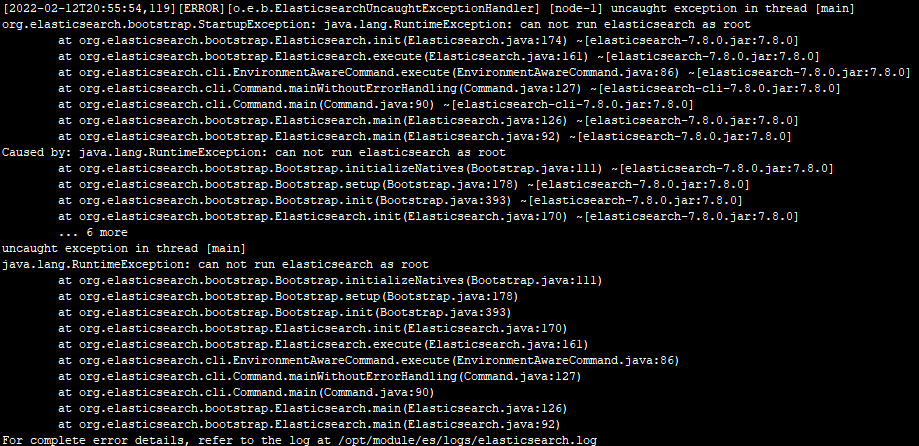 [2022-02-12T20:55:54,119][ERROR][o.e.b.ElasticsearchUncaughtExceptionHandler] [node-1] uncaught exception in thread [main]
org.elasticsearch.bootstrap.StartupException: java.lang.RuntimeException: can not run elasticsearch as root
at org.elasticsearch.bootstrap.Elasticsearch.init(Elasticsearch.java:174) ~[elasticsearch-7.8.0.jar:7.8.0]
at org.elasticsearch.bootstrap.Elasticsearch.execute(Elasticsearch.java:161) ~[elasticsearch-7.8.0.jar:7.8.0]
at org.elasticsearch.cli.EnvironmentAwareCommand.execute(EnvironmentAwareCommand.java:86) ~[elasticsearch-7.8.0.jar:7.8.0]
at org.elasticsearch.cli.Command.mainWithoutErrorHandling(Command.java:127) ~[elasticsearch-cli-7.8.0.jar:7.8.0]
at org.elasticsearch.cli.Command.main(Command.java:90) ~[elasticsearch-cli-7.8.0.jar:7.8.0]
at org.elasticsearch.bootstrap.Elasticsearch.main(Elasticsearch.java:126) ~[elasticsearch-7.8.0.jar:7.8.0]
at org.elasticsearch.bootstrap.Elasticsearch.main(Elasticsearch.java:92) ~[elasticsearch-7.8.0.jar:7.8.0]
Caused by: java.lang.RuntimeException: can not run elasticsearch as root
at org.elasticsearch.bootstrap.Bootstrap.initializeNatives(Bootstrap.java:111) ~[elasticsearch-7.8.0.jar:7.8.0]
at org.elasticsearch.bootstrap.Bootstrap.setup(Bootstrap.java:178) ~[elasticsearch-7.8.0.jar:7.8.0]
at org.elasticsearch.bootstrap.Bootstrap.init(Bootstrap.java:393) ~[elasticsearch-7.8.0.jar:7.8.0]
at org.elasticsearch.bootstrap.Elasticsearch.init(Elasticsearch.java:170) ~[elasticsearch-7.8.0.jar:7.8.0]
... 6 more
uncaught exception in thread [main]
java.lang.RuntimeException: can not run elasticsearch as root
at org.elasticsearch.bootstrap.Bootstrap.initializeNatives(Bootstrap.java:111)
at org.elasticsearch.bootstrap.Bootstrap.setup(Bootstrap.java:178)
at org.elasticsearch.bootstrap.Bootstrap.init(Bootstrap.java:393)
at org.elasticsearch.bootstrap.Elasticsearch.init(Elasticsearch.java:170)
at org.elasticsearch.bootstrap.Elasticsearch.execute(Elasticsearch.java:161)
at org.elasticsearch.cli.EnvironmentAwareCommand.execute(EnvironmentAwareCommand.java:86)
at org.elasticsearch.cli.Command.mainWithoutErrorHandling(Command.java:127)
at org.elasticsearch.cli.Command.main(Command.java:90)
at org.elasticsearch.bootstrap.Elasticsearch.main(Elasticsearch.java:126)
at org.elasticsearch.bootstrap.Elasticsearch.main(Elasticsearch.java:92)
For complete error details, refer to the log at /opt/module/es/logs/elasticsearch.log